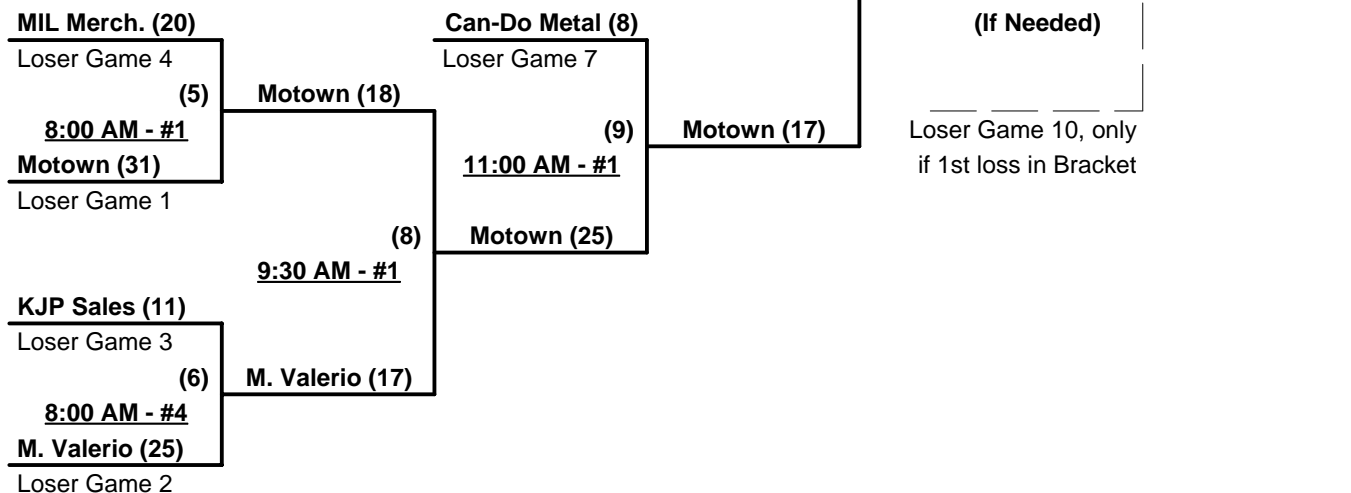 MIL Merch. (20)
Can-Do Metal (8)
(If Needed)
Loser Game 4
Loser Game 7
(5)
Motown (18)
8:00 AM - #1
(9)
Motown (17)
Loser Game 10, only
Motown (31)
11:00 AM - #1
if 1st loss in Bracket
Loser Game 1
(8)
Motown (25)
9:30 AM - #1
KJP Sales (11)
Loser Game 3
(6)
M. Valerio (17)
8:00 AM - #4
M. Valerio (25)
Loser Game 2